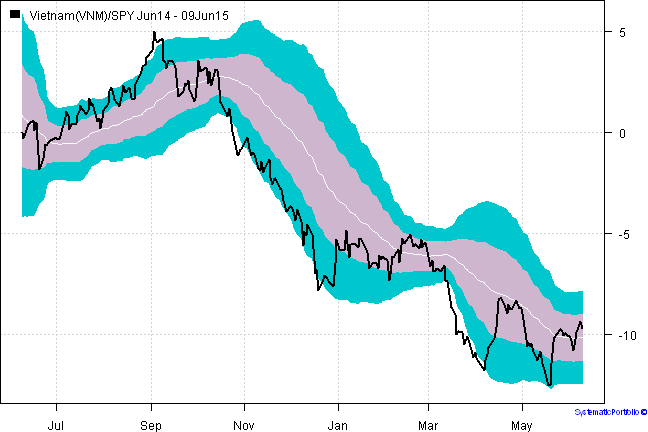 Vietnam(VNM)/SPY Jun14 - 09Jun15
5
0
-5
-10
SystematicPortfolio ©
Jul Sep Nov Jan Mar May